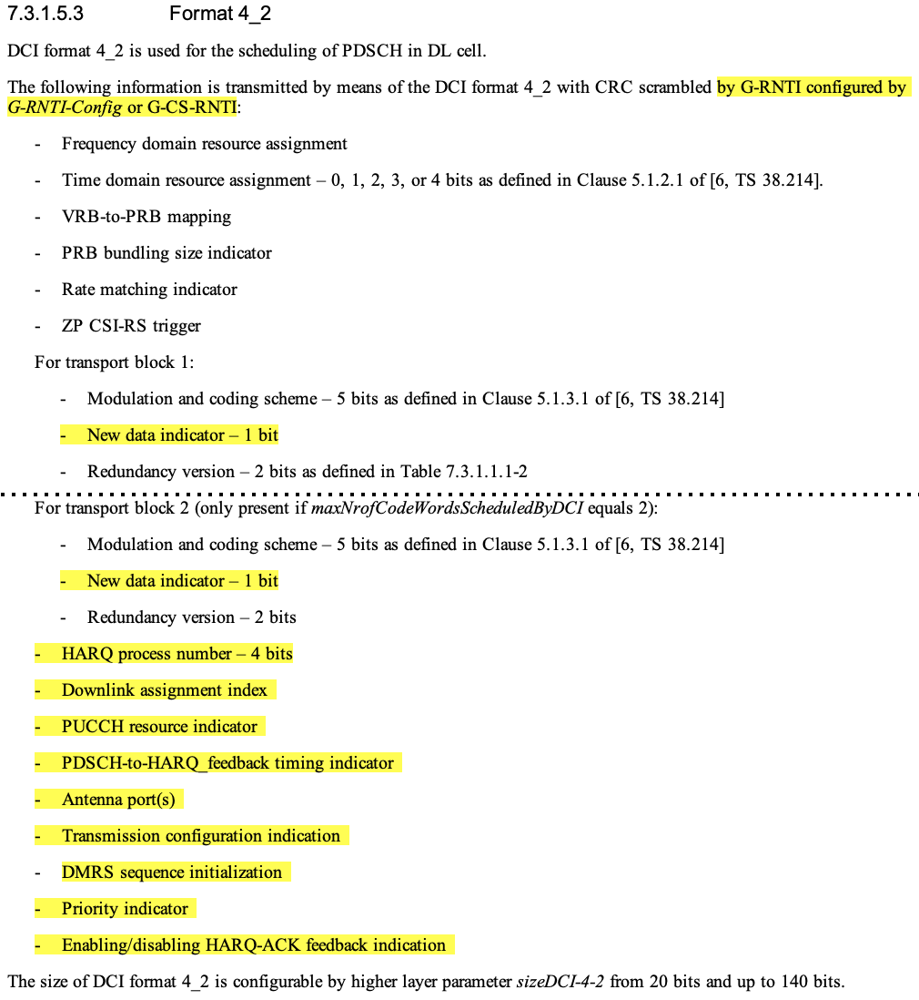 7.3.1.5.3 Format 4_2
DCI format 4_2 is used for the scheduling of PDSCH in DL cell.
The following information is transmitted by means of the DCI format 4_2 with CRC scrambled by G-RNTI configured by
G-RNTI-Config or G-CS-RNTI:
- Frequency domain resource assignment
- Time domain resource assignment – 0, 1, 2, 3, or 4 bits as defined in Clause 5.1.2.1 of [6, TS 38.214].
- VRB-to-PRB mapping
- PRB bundling size indicator
- Rate matching indicator
- ZP CSI-RS trigger
For transport block 1:
- Modulation and coding scheme – 5 bits as defined in Clause 5.1.3.1 of [6, TS 38.214]
- New data indicator – 1 bit
- Redundancy version – 2 bits as defined in Table 7.3.1.1.1-2
For transport block 2 (only present if maxNrofCodeWordsScheduledByDCI equals 2):
- Modulation and coding scheme – 5 bits as defined in Clause 5.1.3.1 of [6, TS 38.214]
- New data indicator – 1 bit
- Redundancy version – 2 bits
- HARQ process number – 4 bits
- Downlink assignment index
- PUCCH resource indicator
- PDSCH-to-HARQ_feedback timing indicator
- Antenna port(s)
- Transmission configuration indication
- DMRS sequence initialization
- Priority indicator
- Enabling/disabling HARQ-ACK feedback indication
The size of DCI format 4_2 is configurable by higher layer parameter sizeDCI-4-2 from 20 bits and up to 140 bits.